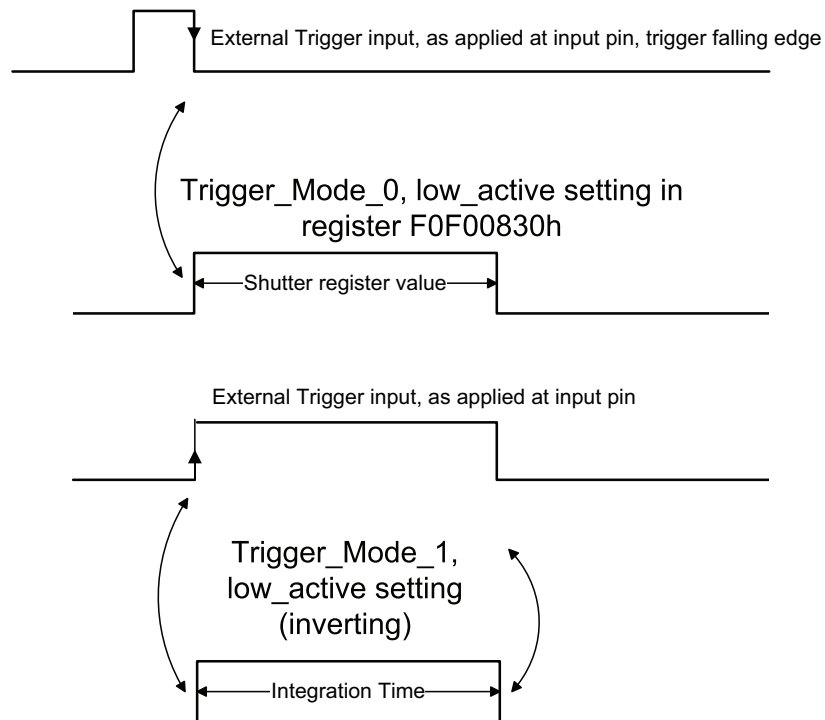 External Trigger input, as applied at input pin, trigger falling edge
Trigger_Mode_0, low_active setting in
register F0F00830h
Shutter register value
External Trigger input, as applied at input pin
Trigger_Mode_1,
low_active setting
(inverting)
Integration Time